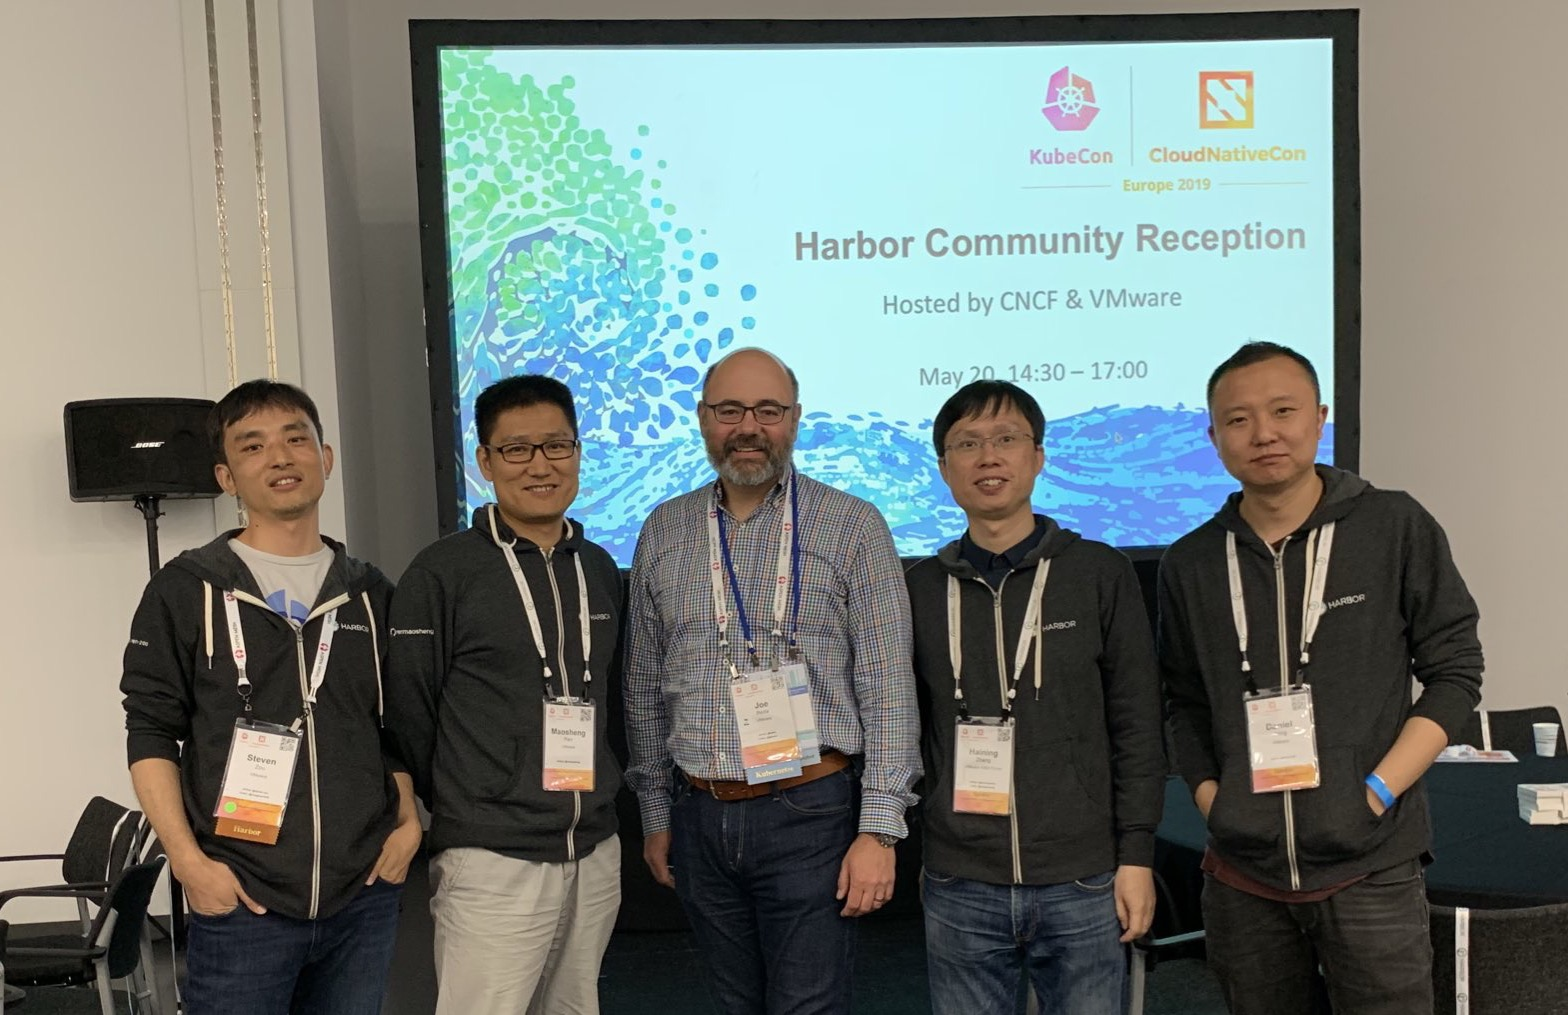 KubeCon
CloudNativeCon
Europe 2019
Harbor Community Reception
Hosted by CNCF & VMware
May 20, 14:30 – 17:00
BOSE
HARBOR
HARBOR
HARBOR
HARBOR
Steven
Harbor
Maosheng
Joe
Kubernetes
Haining
Daniel